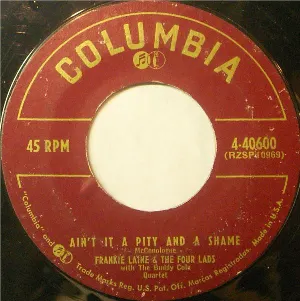 COLUMBIA
45 RPM
4-40600
(RZSP10969)
AIN'T IT A PITY AND A SHAME
FRANKIE LAINE & THE FOUR LADS
with The Buddy Cole
Quartet
"Columbia" and Trade Marks Reg. U.S. Pat. Off. Marcas Registradas. Made in U.S.A.